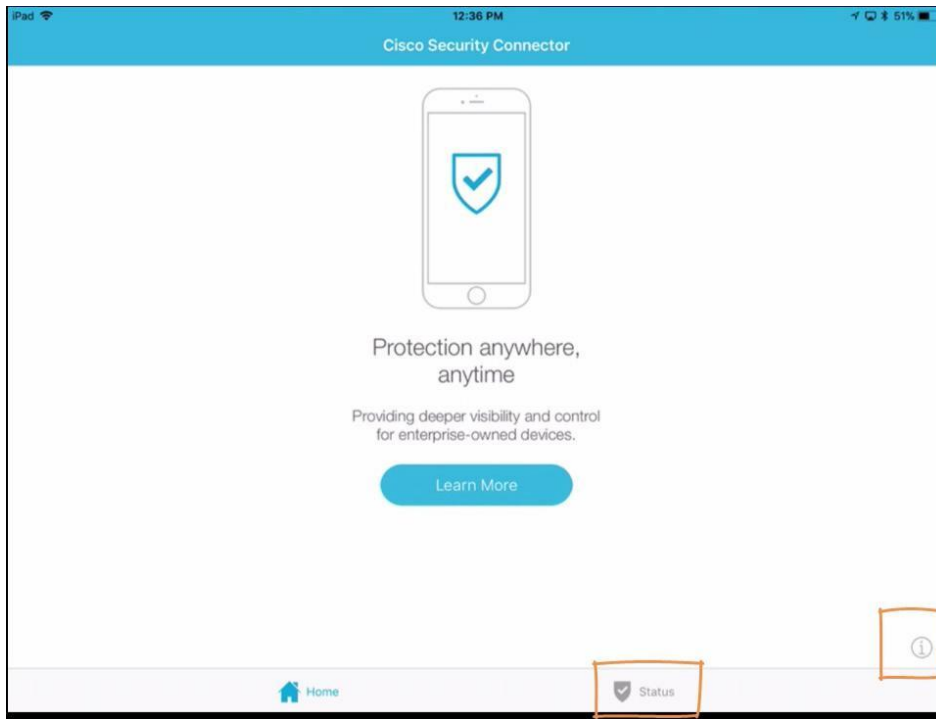 iPad 12:36 PM 51%
Cisco Security Connector
Protection anywhere,
anytime
Providing deeper visibility and control
for enterprise-owned devices.
Learn More
Home Status